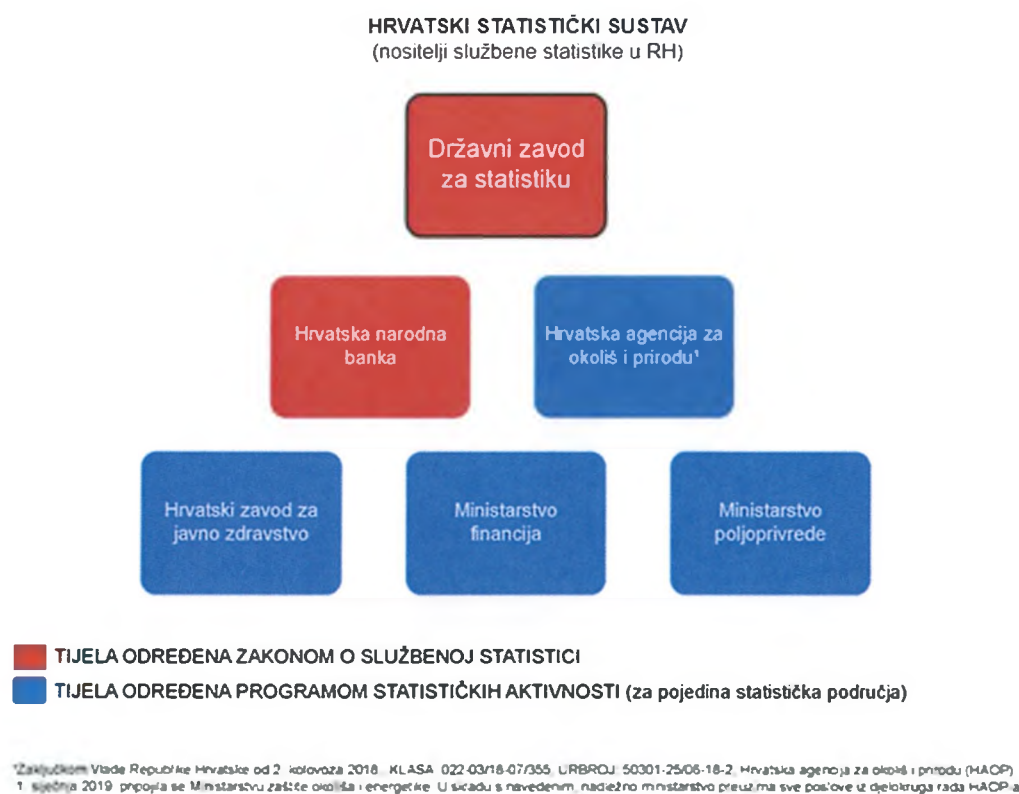 HRVATSKI STATISTIČKI SUSTAV
(nositelji službene statistike u RH)
Državni zavod
za statistiku
Hrvatska narodna
banka
Hrvatska agencija za
okoliš i prirodu¹
Hrvatski zavod za
javno zdravstvo
Ministarstvo
financija
Ministarstvo
poljoprivrede
TIJELA ODREĐENA ZAKONOM O SLUŽBENOJ STATISTICI
TIJELA ODREĐENA PROGRAMOM STATISTIČKIH AKTIVNOSTI (za pojedina statistička područja)
¹Zaključkom Vlade Republike Hrvatske od 2. kolovoza 2018., KLASA: 022-03/18-07/355, URBROJ: 50301-25/06-18-2, Hrvatska agencija za okoliš i prirodu (HAOP)
1. siječnja 2019. pripojila se Ministarstvu zaštite okoliša i energetike. U skladu s navedenim, nadležno ministarstvo preuzima sve poslove iz djelokruga rada HAOP-a